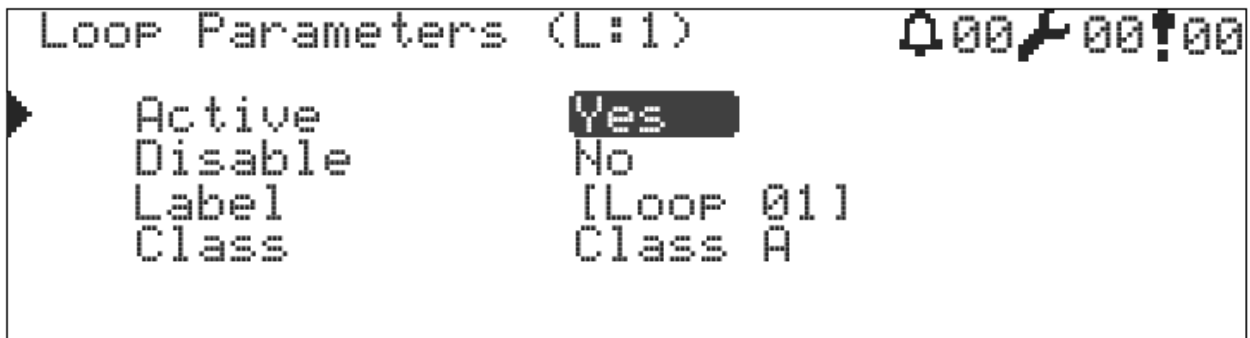 Loop Parameters (L:1) 00 00 00
Active Yes
Disable No
Label [Loop 01]
Class Class A